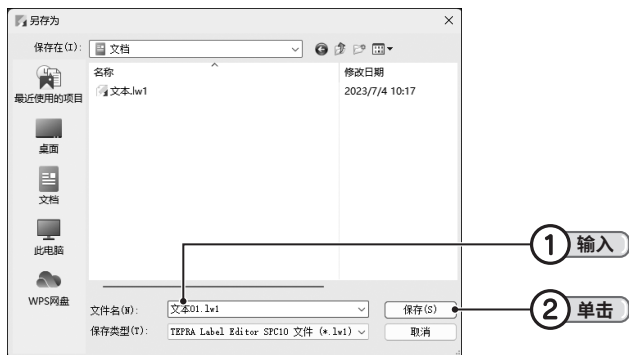 另存为
保存在(I):
文档
最近使用的项目
桌面
文档
此电脑
WPS网盘
名称
修改日期
文本.lw1
2023/7/4 10:17
文件名(N):
文本01.lw1
保存(S)
保存类型(T):
TEPRA Label Editor SPC10 文件 (*.lw1)
取消
① 输入
② 单击